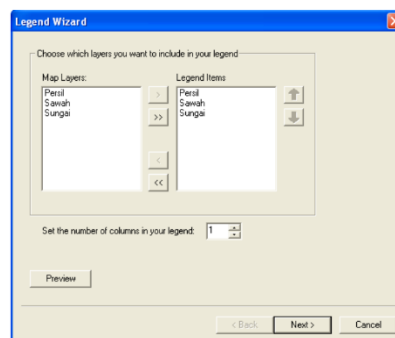 Legend Wizard
Choose which layers you want to include in your legend
Map Layers:
Legend Items
Persil
Sawah
Sungai
Persil
Sawah
Sungai
>
>>
<
<<
Set the number of columns in your legend: 1
Preview
< Back
Next >
Cancel